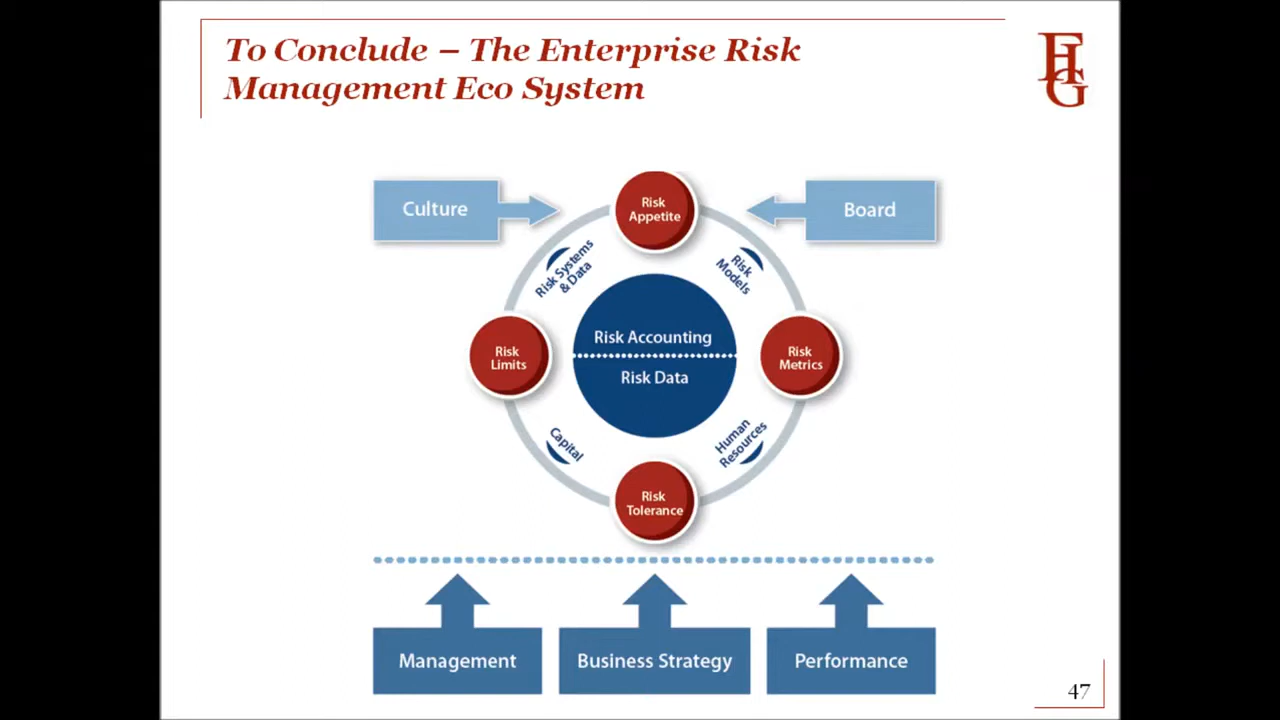 To Conclude – The Enterprise Risk
Management Eco System
FHG
Culture
Risk
Appetite
Board
Risk Systems
& Data
Risk
Models
Risk Accounting
Risk Data
Risk
Limits
Risk
Metrics
Capital
Human
Resources
Risk
Tolerance
Management
Business Strategy
Performance
47